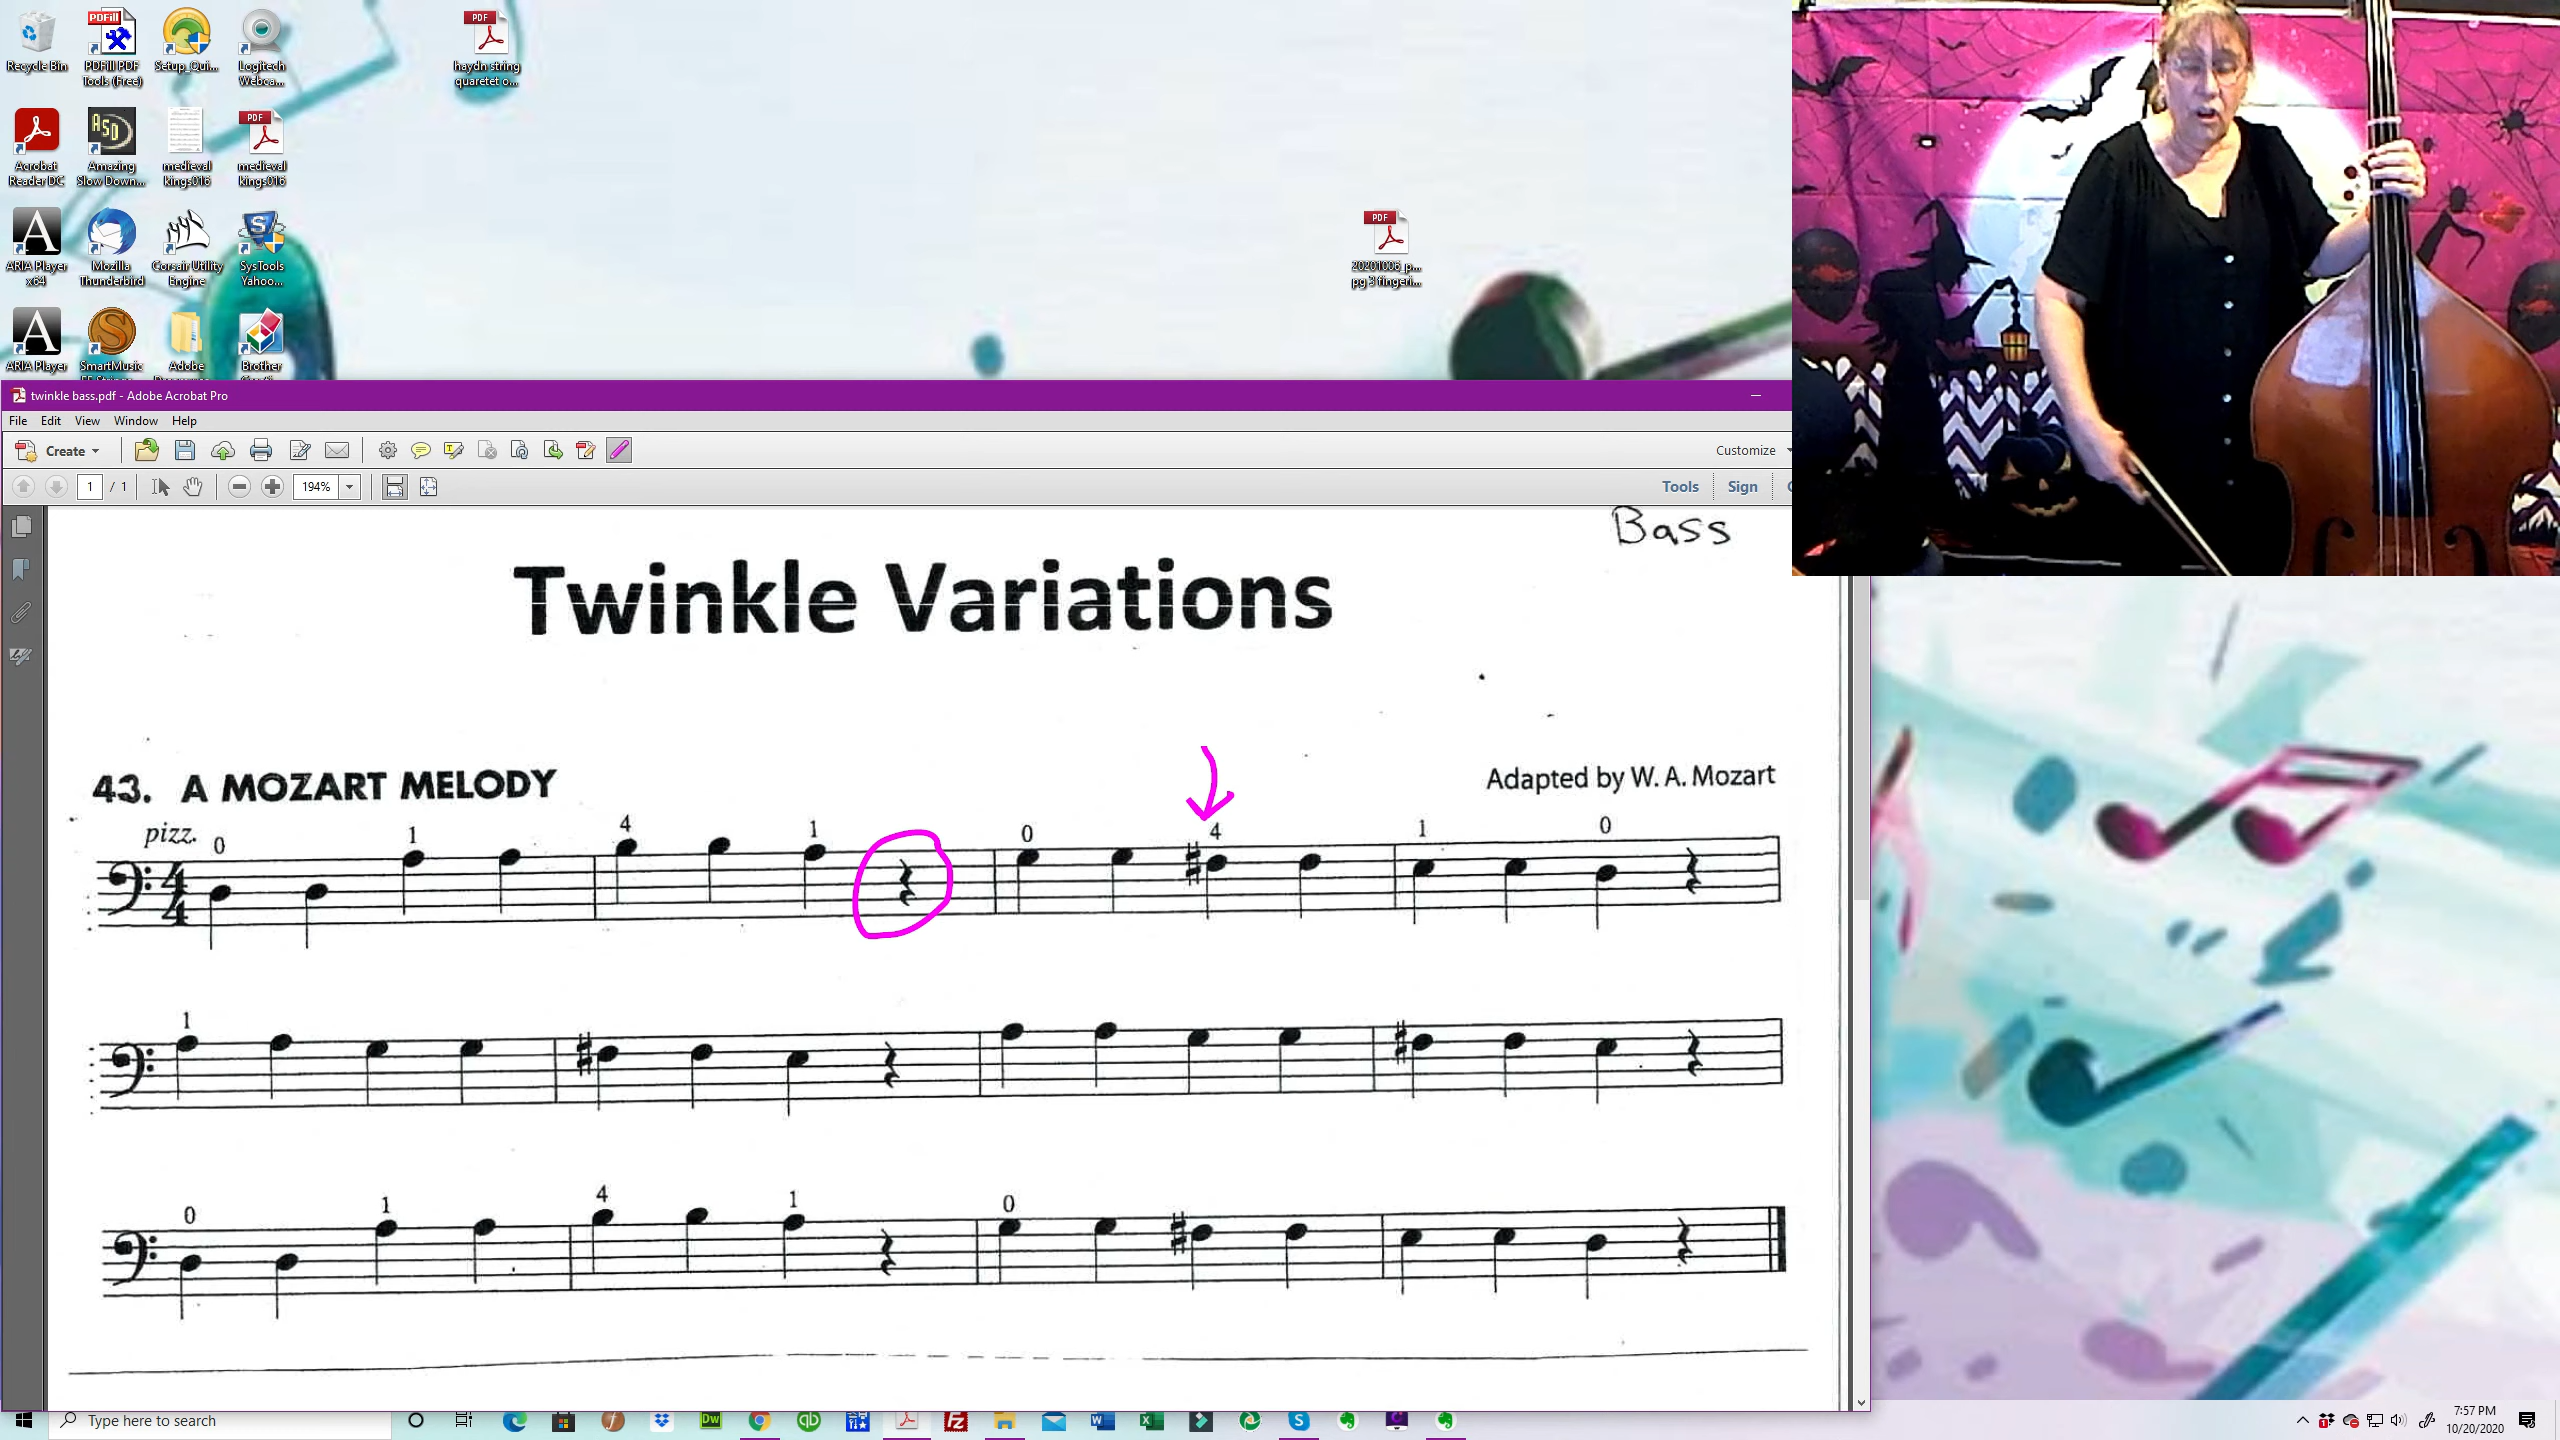 Recycle Bin
PDFill PDF Tools (Free)
Setup_Qui...
Logitech Webca...
haydn string quaretet o...
Acrobat Reader DC
Amazing Slow Down...
medieval kings016
medieval kings016
ARIA Player x64
Mozilla Thunderbird
Corsair Utility Engine
SysTools Yahoo...
20201006_p... pg 3 fingeri...
ARIA Player
SmartMusic
Adobe
Brother
twinkle bass.pdf - Adobe Acrobat Pro
File Edit View Window Help
Create
Customize
1 / 1
194%
Tools Sign
Bass
Twinkle Variations
43. A MOZART MELODY
Adapted by W. A. Mozart
pizz. 0 1 4 1 0 4 1 0
4
4
1
0 1 4 1 0
Type here to search
7:57 PM
10/20/2020